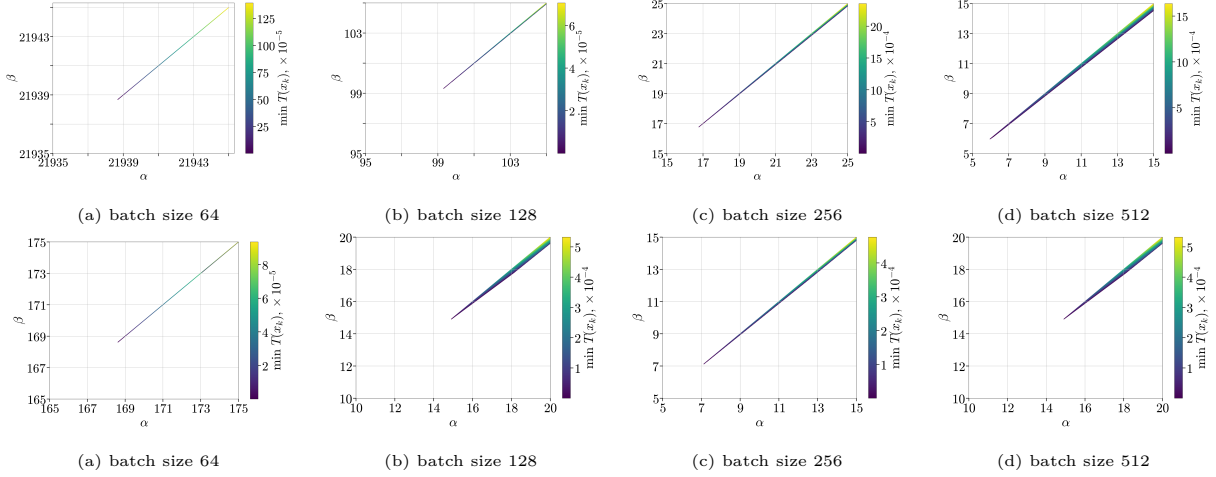 21943
21939
21935
21935 21939 21943
α
β
125
100
75
50
25
min T(x_k), ×10^−5
(a) batch size 64
103
99
95
95 99 103
α
β
6
4
2
min T(x_k), ×10^−5
(b) batch size 128
25
23
21
19
17
15
15 17 19 21 23 25
α
β
20
15
10
5
min T(x_k), ×10^−4
(c) batch size 256
15
13
11
9
7
5
5 7 9 11 13 15
α
β
15
10
5
min T(x_k), ×10^−4
(d) batch size 512
175
173
171
169
167
165
165 167 169 171 173 175
α
β
8
6
4
2
min T(x_k), ×10^−5
(a) batch size 64
20
18
16
14
12
10
10 12 14 16 18 20
α
β
5
4
3
2
1
min T(x_k), ×10^−4
(b) batch size 128
15
13
11
9
7
5
5 7 9 11 13 15
α
β
4
3
2
1
min T(x_k), ×10^−4
(c) batch size 256
20
18
16
14
12
10
10 12 14 16 18 20
α
β
5
4
3
2
1
min T(x_k), ×10^−4
(d) batch size 512